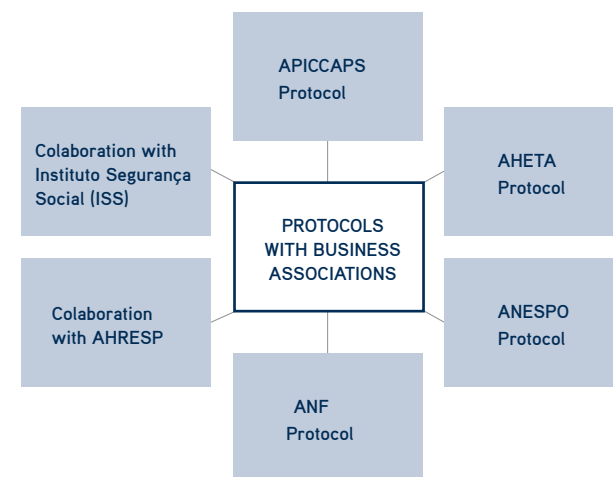 APICCAPS
Protocol
Colaboration with
Instituto Segurança
Social (ISS)
AHETA
Protocol
PROTOCOLS
WITH BUSINESS
ASSOCIATIONS
Colaboration
with AHRESP
ANESPO
Protocol
ANF
Protocol